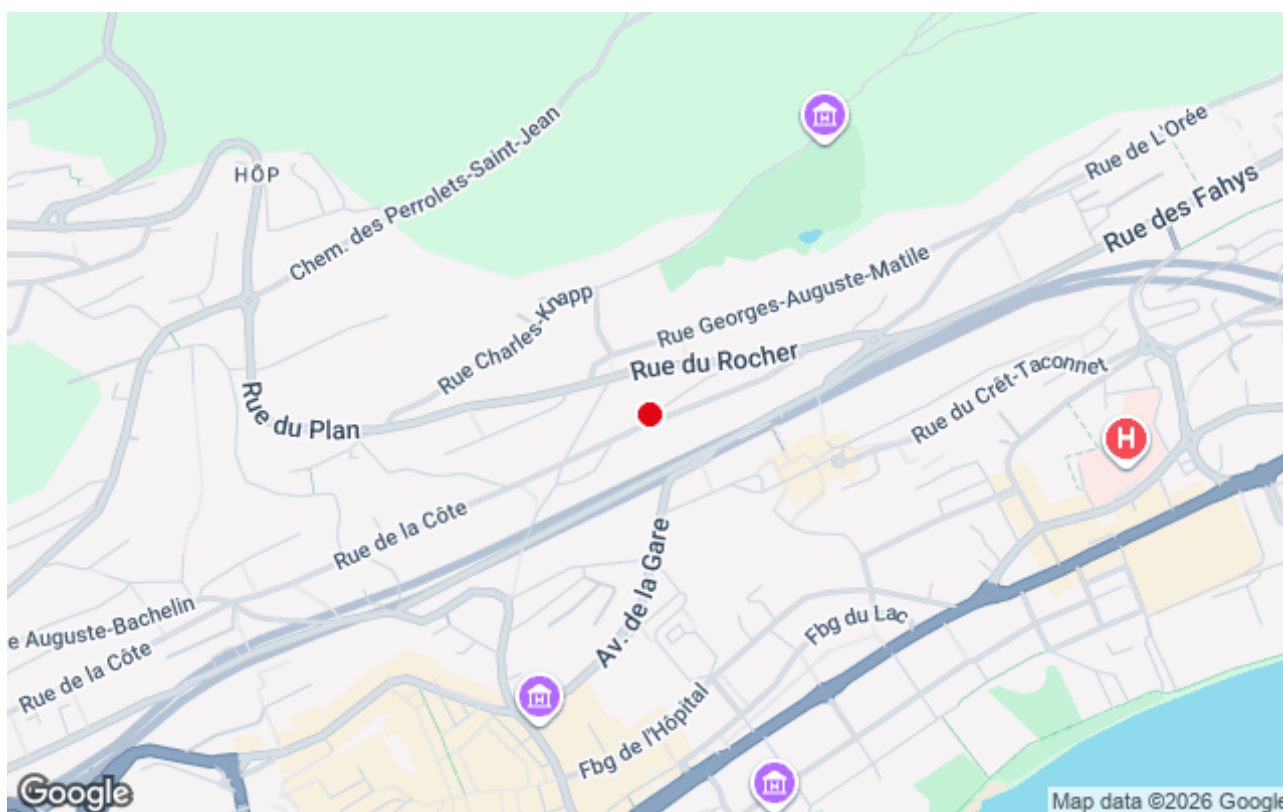 HÔP
Chem. des Perrolets-Saint-Jean
Rue de L'Orée
Rue des Fahys
Rue Georges-Auguste-Matile
Rue Charles-Knapp
Rue du Rocher
Rue du Crêt-Taconnet
Rue du Plan
H
Rue de la Côte
Av. de la Gare
e Auguste-Bachelin
Fbg du Lac
Rue de la Côte
Fbg de l'Hôpital
Google
Map data ©2026 Google